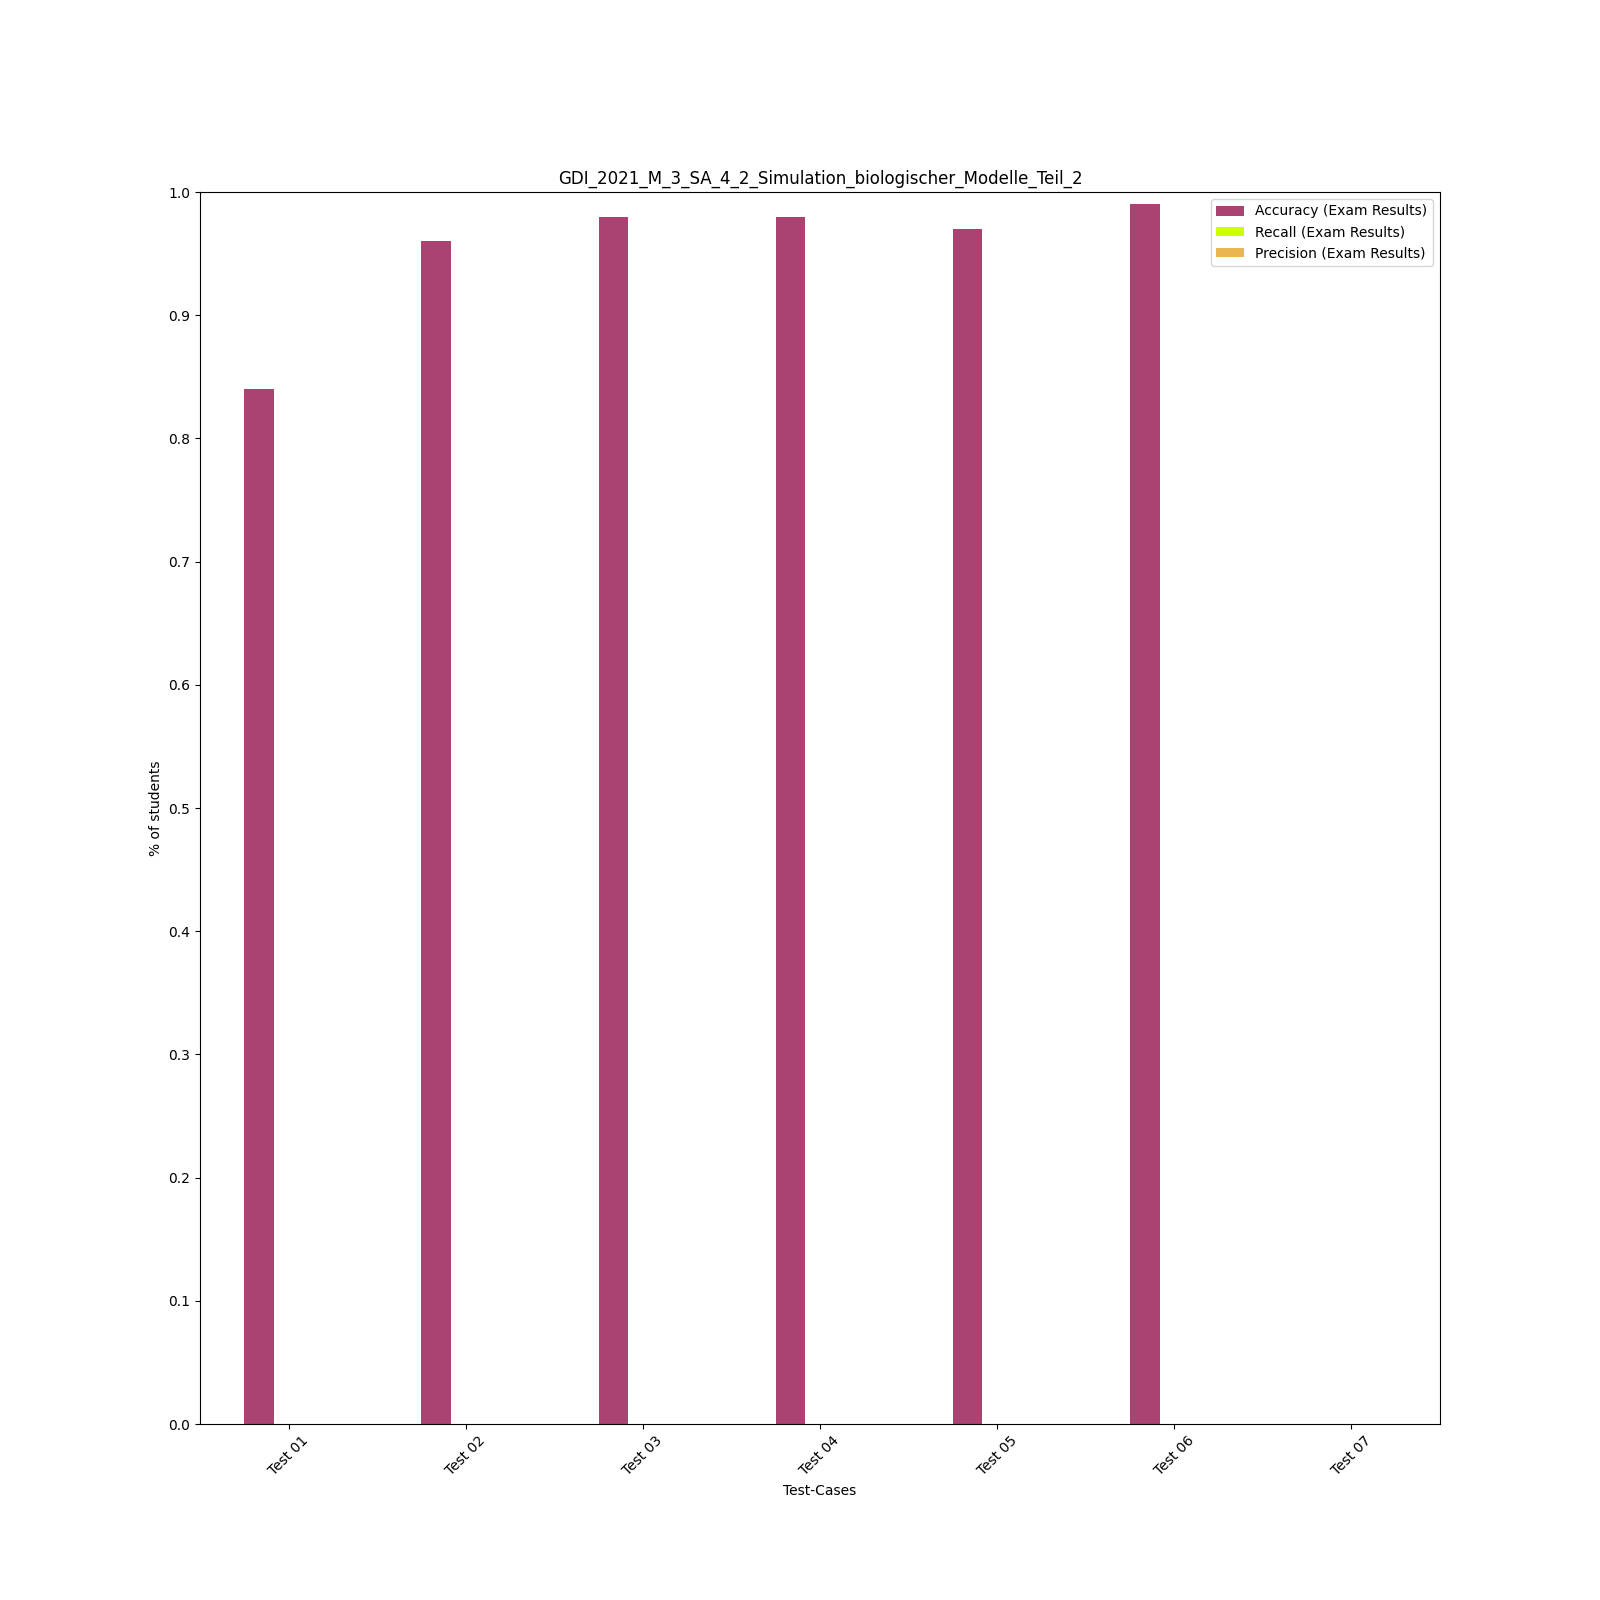 GDI_2021_M_3_SA_4_2_Simulation_biologischer_Modelle_Teil_2
Accuracy (Exam Results)
Recall (Exam Results)
Precision (Exam Results)
1.0
0.9
0.8
0.7
0.6
0.5
0.4
0.3
0.2
0.1
0.0
% of students
Test 01
Test 02
Test 03
Test 04
Test 05
Test 06
Test 07
Test-Cases